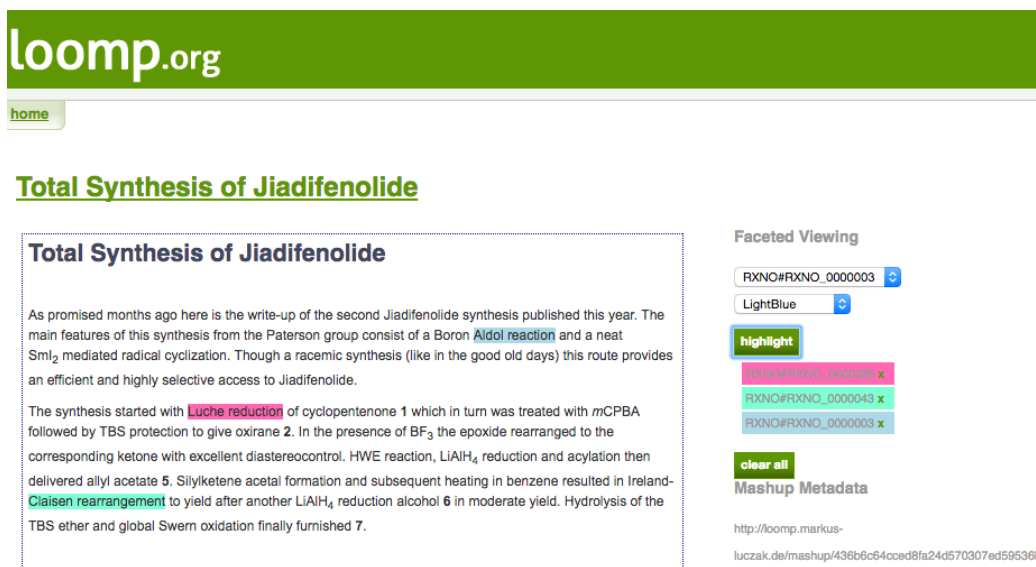 loomp.org
home
Total Synthesis of Jiadifenolide
Total Synthesis of Jiadifenolide
As promised months ago here is the write-up of the second Jiadifenolide synthesis published this year. The
main features of this synthesis from the Paterson group consist of a Boron Aldol reaction and a neat
SmI2 mediated radical cyclization. Though a racemic synthesis (like in the good old days) this route provides
an efficient and highly selective access to Jiadifenolide.
The synthesis started with Luche reduction of cyclopentenone 1 which in turn was treated with mCPBA
followed by TBS protection to give oxirane 2. In the presence of BF3 the epoxide rearranged to the
corresponding ketone with excellent diastereocontrol. HWE reaction, LiAlH4 reduction and acylation then
delivered allyl acetate 5. Silylketene acetal formation and subsequent heating in benzene resulted in Ireland-
Claisen rearrangement to yield after another LiAlH4 reduction alcohol 6 in moderate yield. Hydrolysis of the
TBS ether and global Swern oxidation finally furnished 7.
Faceted Viewing
RXNO#RXNO_0000003
LightBlue
highlight
x
RXNO#RXNO_0000043 x
RXNO#RXNO_0000003 x
clear all
Mashup Metadata
http://loomp.markus-
luczak.de/mashup/436b6c64cced8fa24d570307ed59536